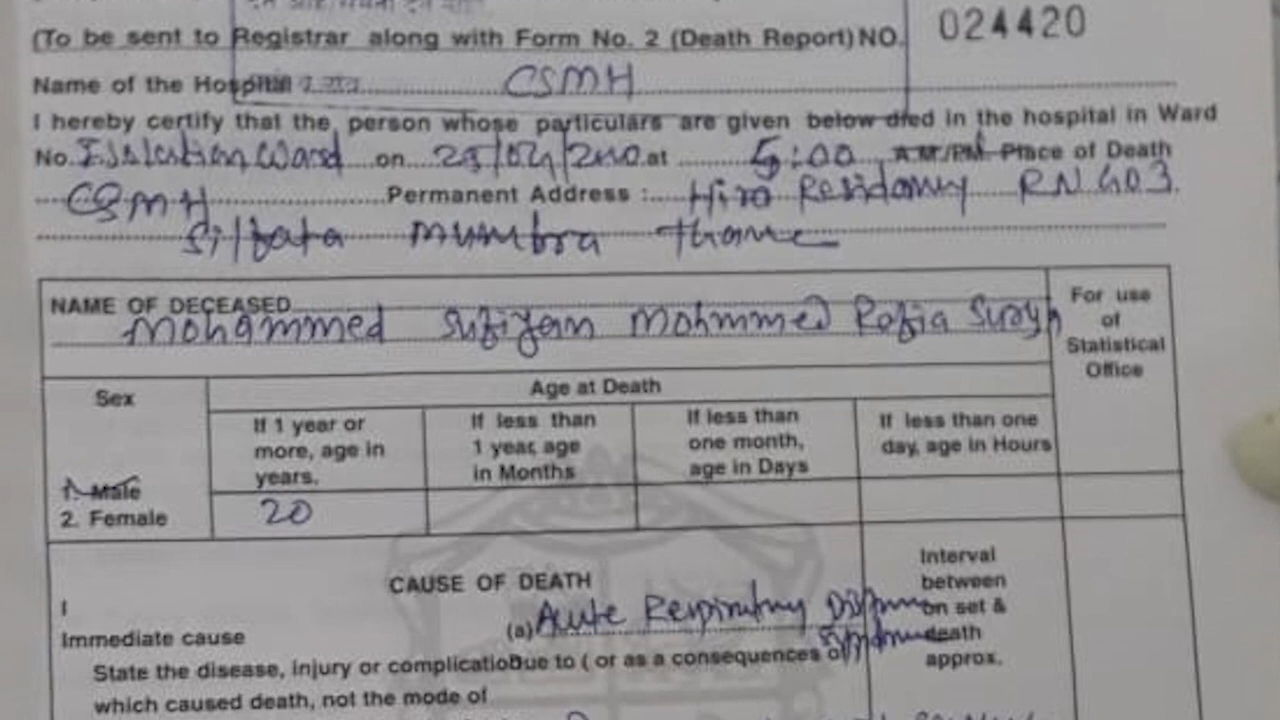 (To be sent to Registrar along with Form No. 2 (Death Report) NO. 024420
Name of the Hospital CSMH
I hereby certify that the person whose particulars are given below died in the hospital in Ward
No. Ward on at 5:00 A.M/PM Place of Death
CSMH Permanent Address : Residancy RN 403
Mumbra Thane
NAME OF DECEASED
Mohammed Sufiyan Mohmmed Rafia
For use
of
Statistical
Office
Sex
Age at Death
If 1 year or
more, age in
years.
If less than
1 year, age
in Months
If less than
one month,
age in Days
If less than one
day, age in Hours
1. Male
2. Female
20
CAUSE OF DEATH
Interval
between
on set &
death
approx.
I
Immediate cause
(a) Acute Respiratory
State the disease, injury or complication Due to ( or as a consequences of)
which caused death, not the mode of